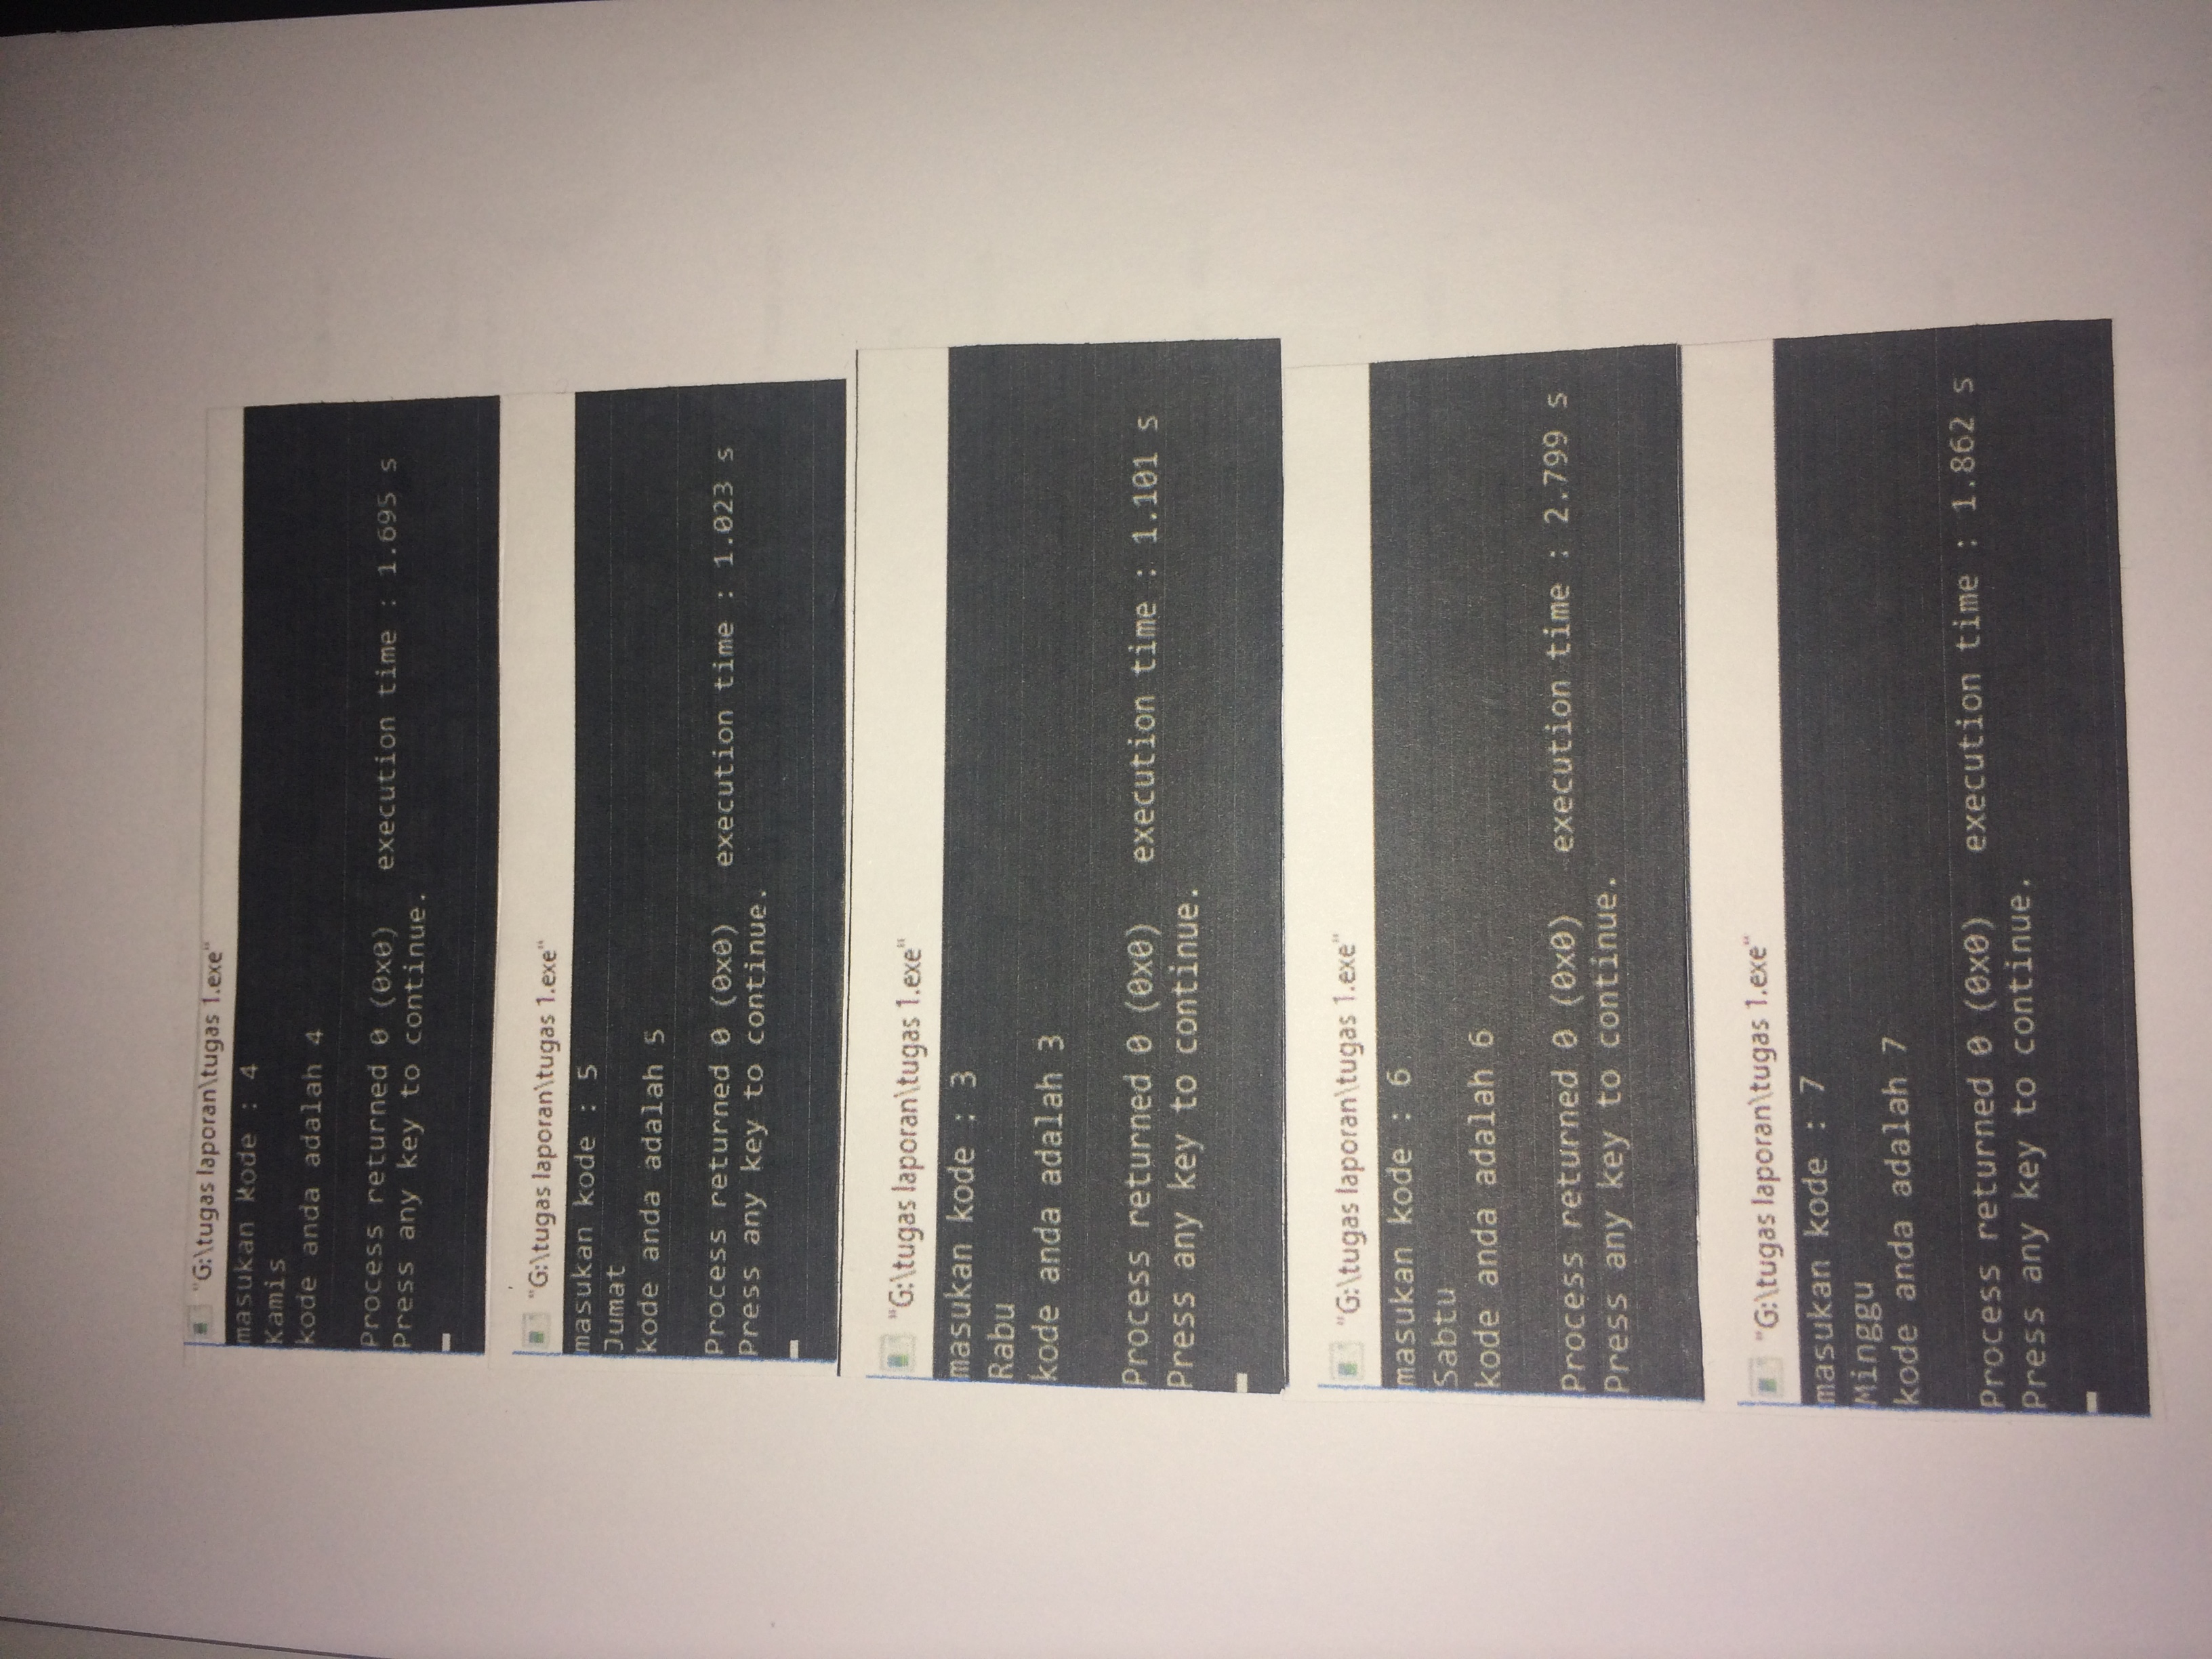 "G:\tugas laporan\tugas 1.exe"
masukan kode : 4
Kamis
kode anda adalah 4
Process returned 0 (0x0)   execution time : 1.695 s
Press any key to continue.
"G:\tugas laporan\tugas 1.exe"
masukan kode : 5
Jumat
kode anda adalah 5
Process returned 0 (0x0)   execution time : 1.023 s
Press any key to continue.
"G:\tugas laporan\tugas 1.exe"
masukan kode : 3
Rabu
kode anda adalah 3
Process returned 0 (0x0)   execution time : 1.101 s
Press any key to continue.
"G:\tugas laporan\tugas 1.exe"
masukan kode : 6
Sabtu
kode anda adalah 6
Process returned 0 (0x0)   execution time : 2.799 s
Press any key to continue.
"G:\tugas laporan\tugas 1.exe"
masukan kode : 7
Minggu
kode anda adalah 7
Process returned 0 (0x0)   execution time : 1.862 s
Press any key to continue.